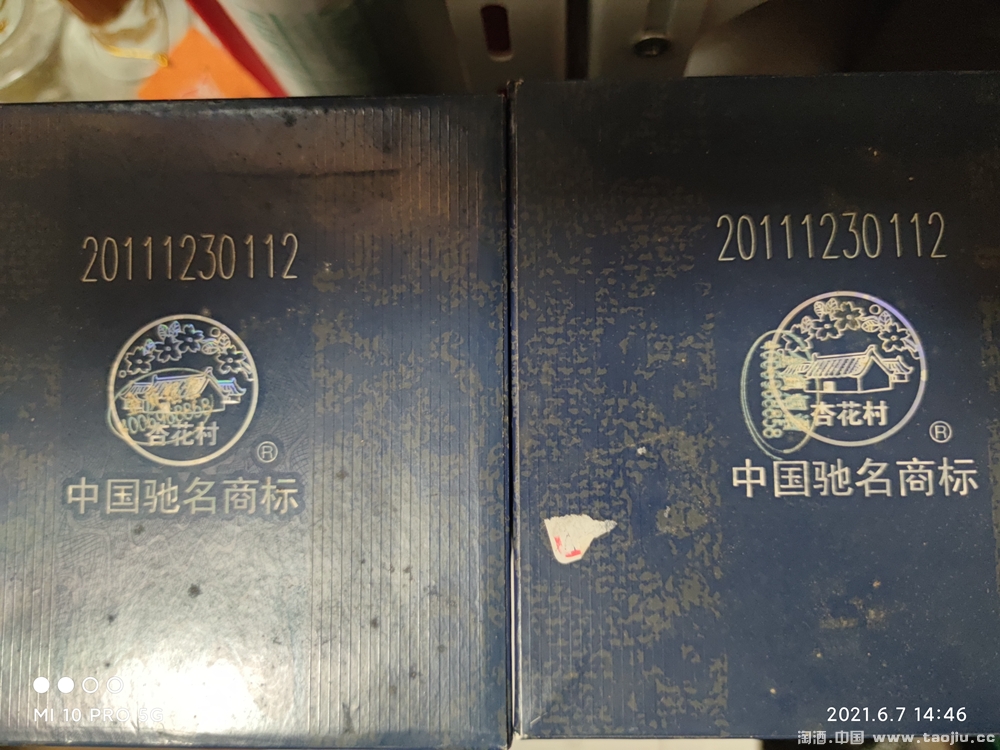 20111230112
杏花村
®
中国驰名商标
20111230112
杏花村
®
中国驰名商标
MI 10 PRO 5G
2021.6.7 14:46
淘酒.中国 www.taojiu.cc